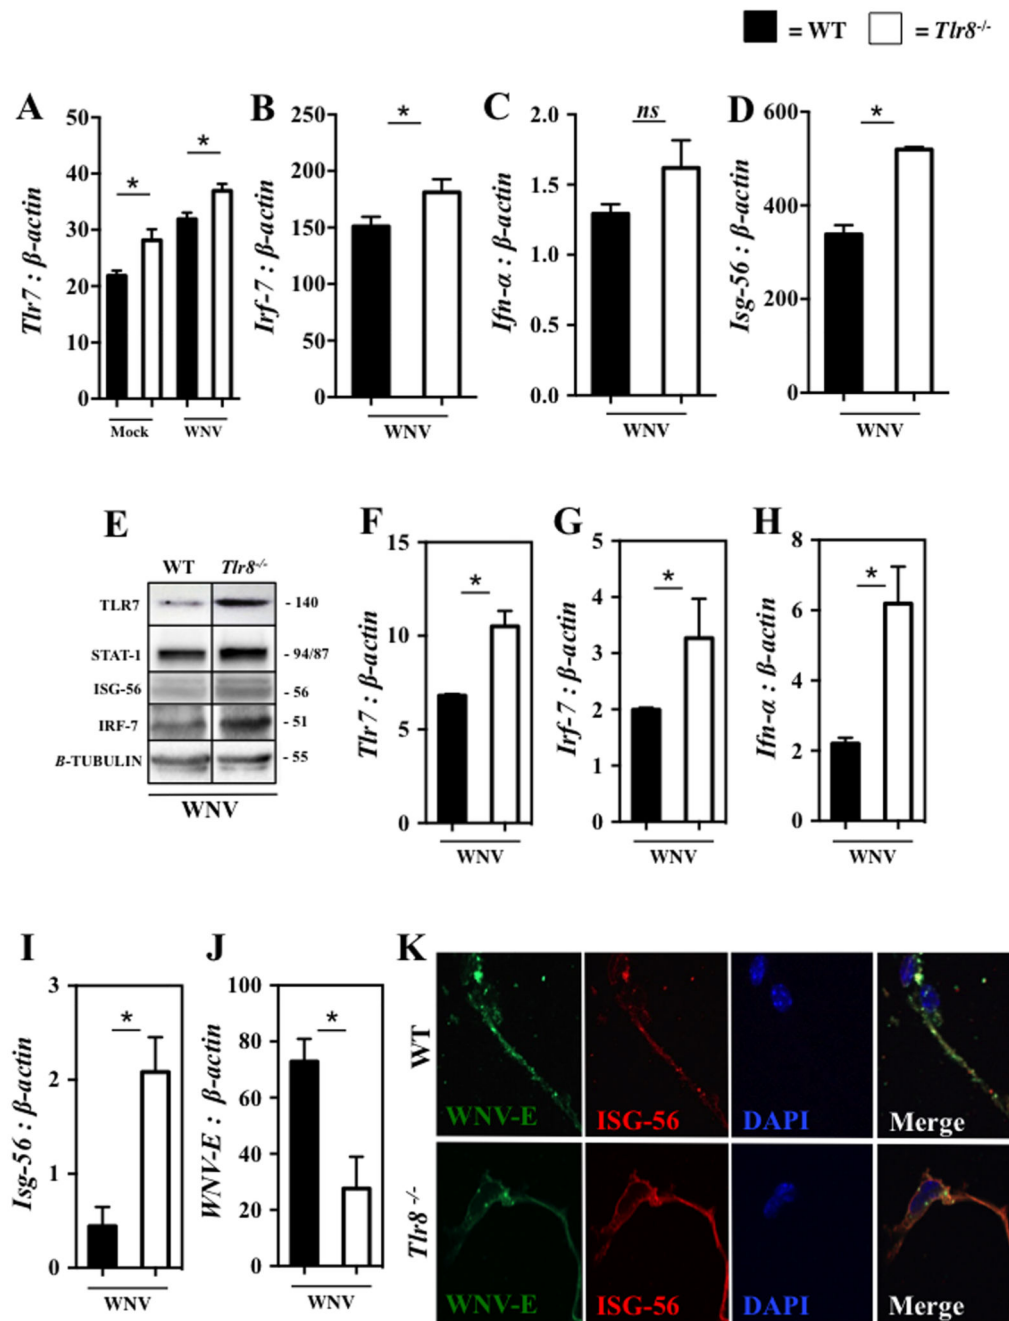 = WT = Tlr8-/-
A
Tlr7 : β-actin
50
40
30
20
10
0
*
*
Mock WNV
B
Irf-7 : β-actin
250
200
150
100
50
0
*
WNV
C
Ifn-α : β-actin
2.0
1.5
1.0
0.5
0.0
ns
WNV
D
Isg-56 : β-actin
600
400
200
0
*
WNV
E
WT Tlr8-/-
TLR7 - 140
STAT-1 - 94/87
ISG-56 - 56
IRF-7 - 51
B-TUBULIN - 55
WNV
F
Tlr7 : β-actin
15
10
5
0
*
WNV
G
Irf-7 : β-actin
5
4
3
2
1
0
*
WNV
H
Ifn-α : β-actin
8
6
4
2
0
*
WNV
I
Isg-56 : β-actin
3
2
1
0
*
WNV
J
WNV-E : β-actin
100
80
60
40
20
0
*
WNV
K
WT
WNV-E ISG-56 DAPI Merge
Tlr8 -/-
WNV-E ISG-56 DAPI Merge